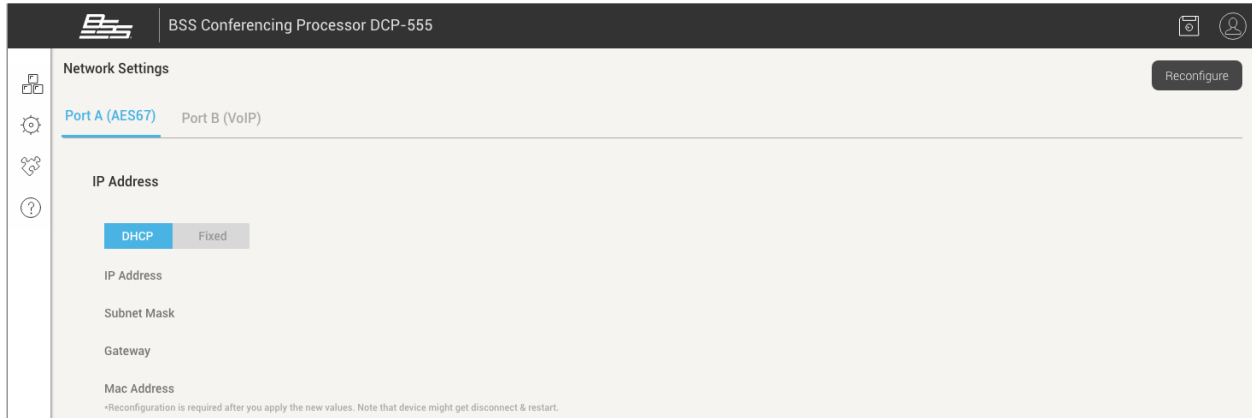 BSS BSS Conferencing Processor DCP-555
Network Settings
Reconfigure
Port A (AES67) Port B (VoIP)
IP Address
DHCP Fixed
IP Address
Subnet Mask
Gateway
Mac Address
*Reconfiguration is required after you apply the new values. Note that device might get disconnect & restart.